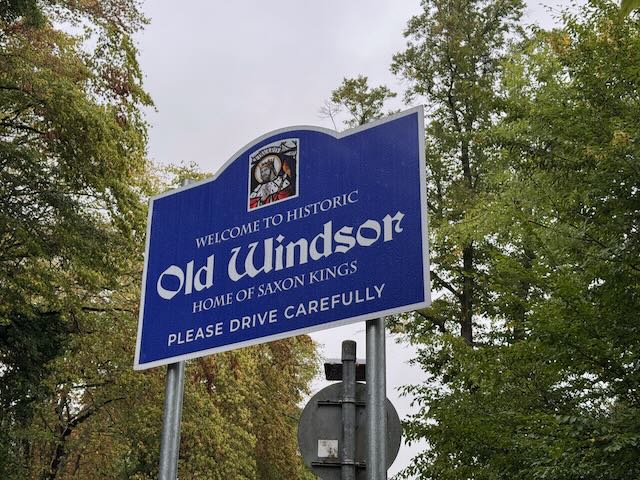 WELCOME TO HISTORIC
Old Windsor
HOME OF SAXON KINGS
PLEASE DRIVE CAREFULLY